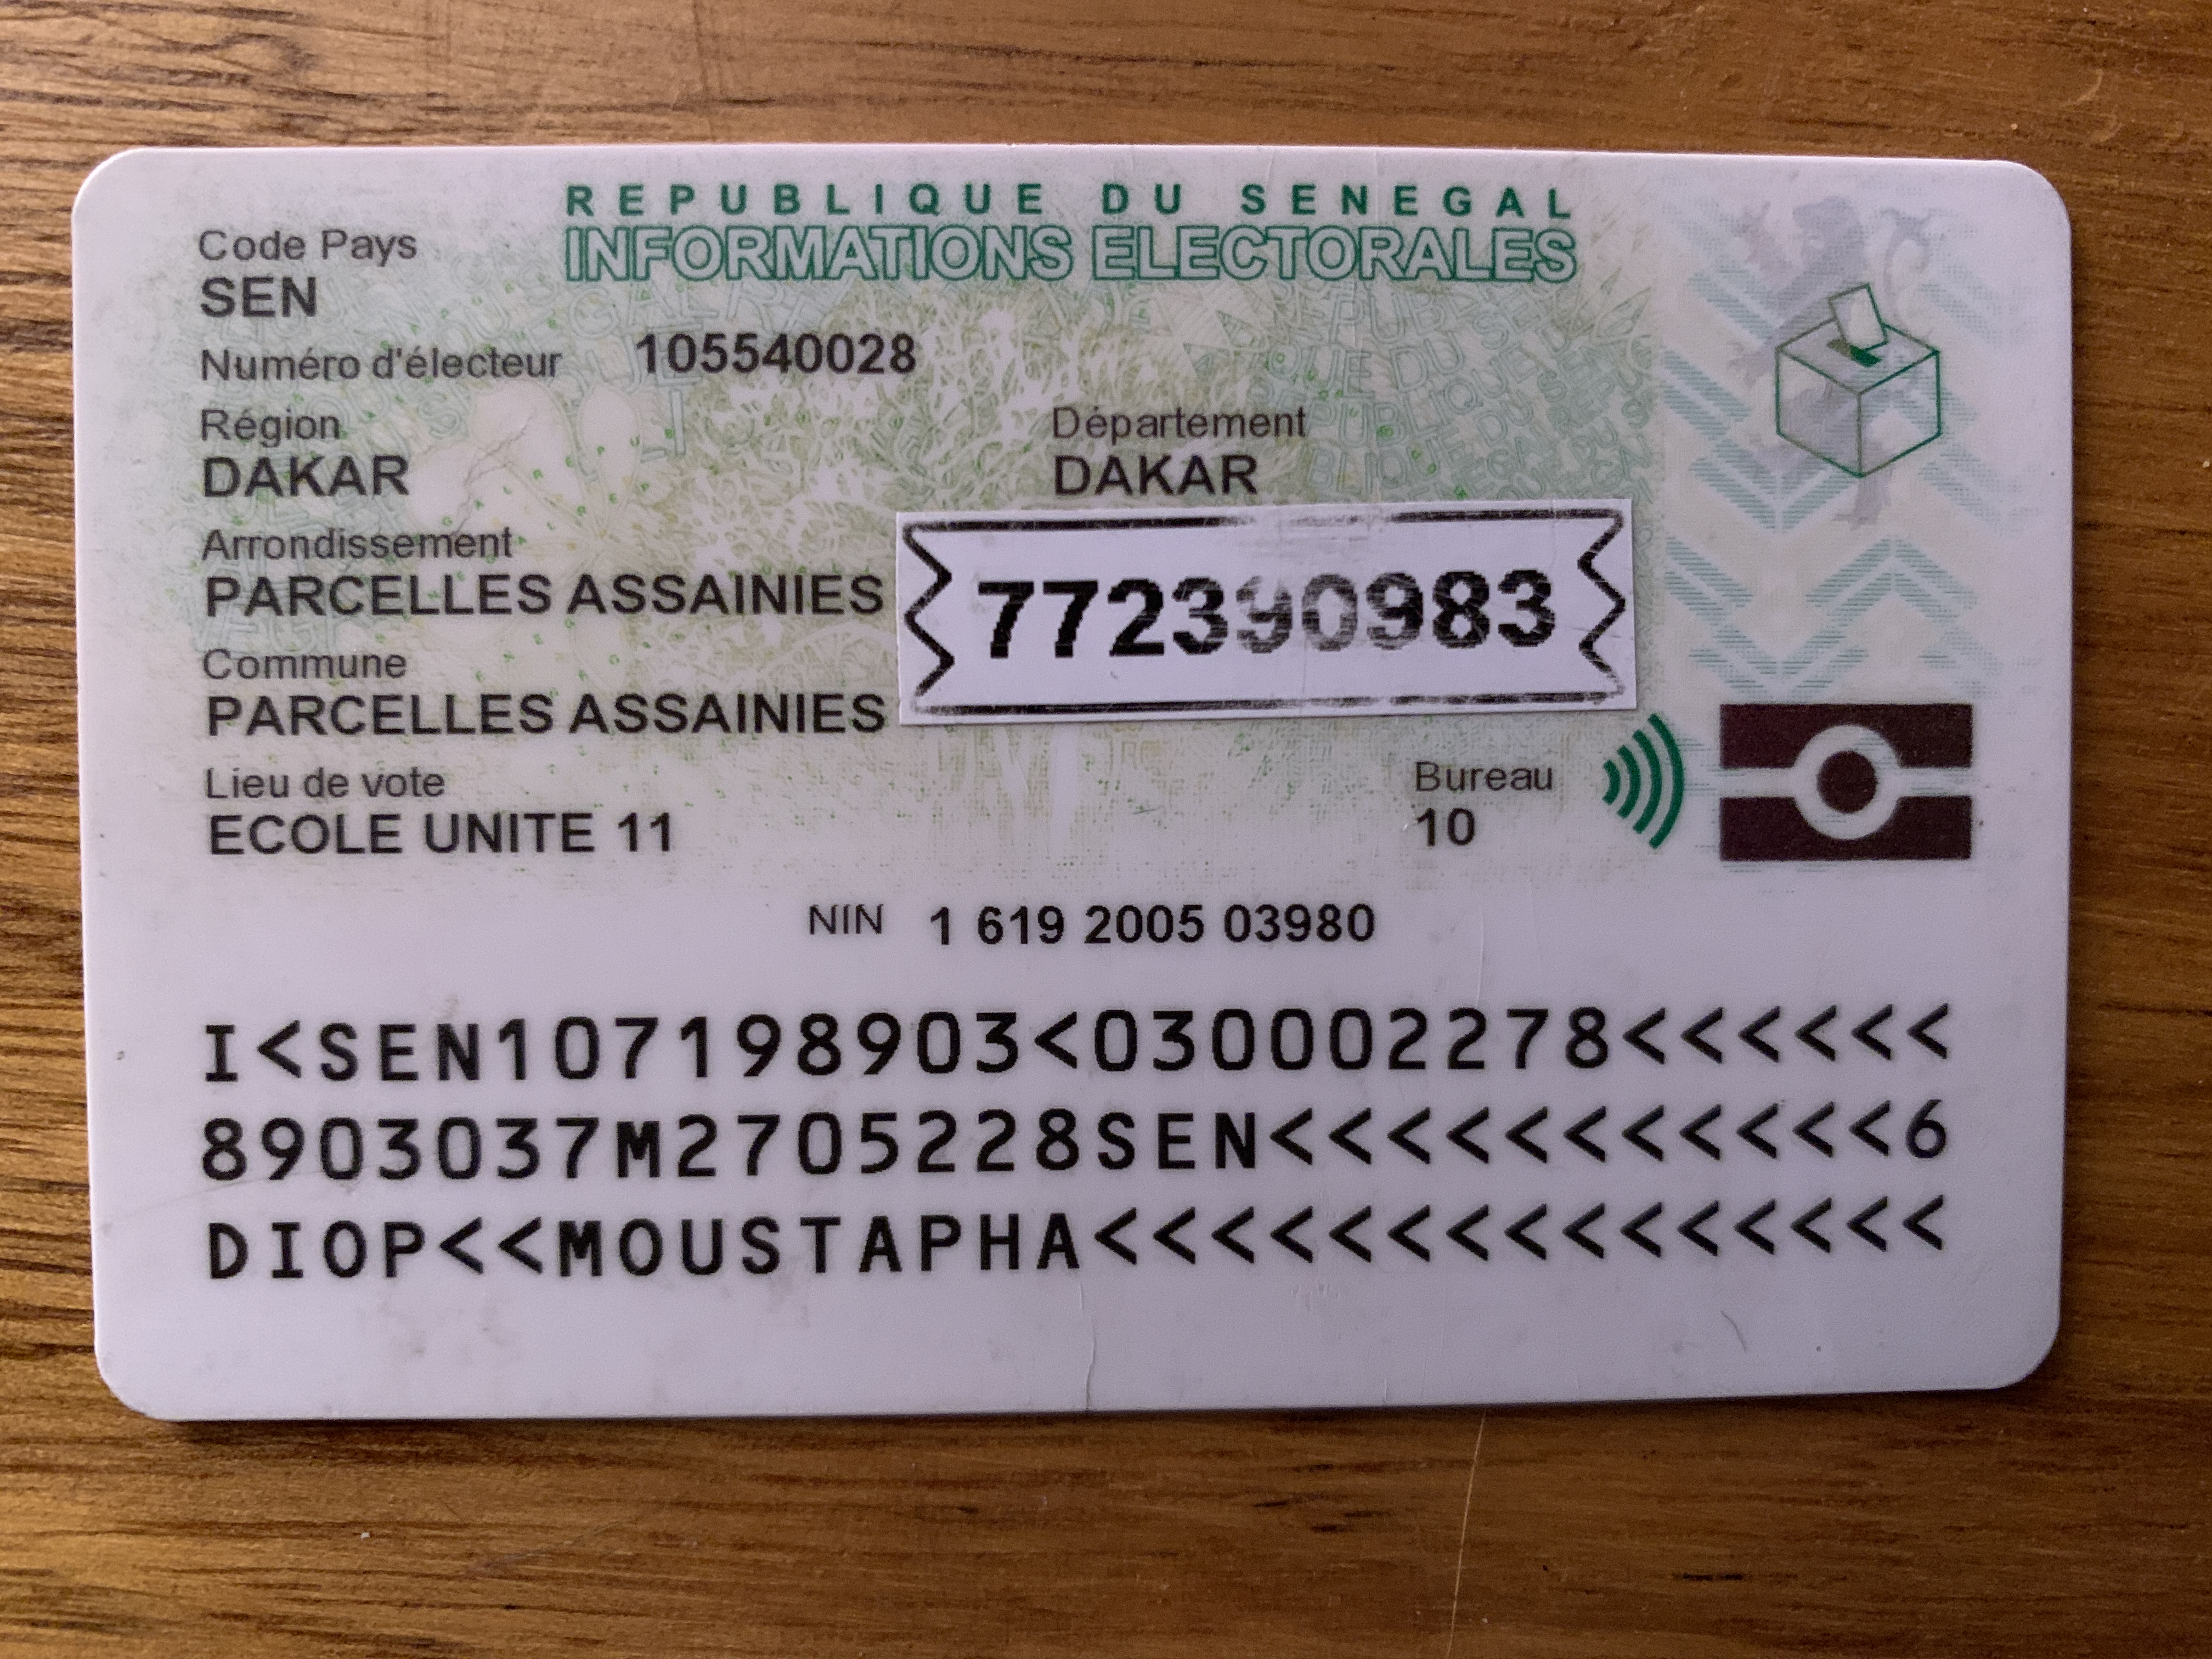 REPUBLIQUE DU SENEGAL
INFORMATIONS ELECTORALES
Code Pays
SEN
Numéro d'électeur 105540028
Région
DAKAR
Département
DAKAR
Arrondissement
PARCELLES ASSAINIES
772390983
Commune
PARCELLES ASSAINIES
Lieu de vote
ECOLE UNITE 11
Bureau
10
NIN 1 619 2005 03980
I<SEN107198903<030002278<<<<<<
8903037M2705228SEN<<<<<<<<<<<6
DIOP<<MOUSTAPHA<<<<<<<<<<<<<<<